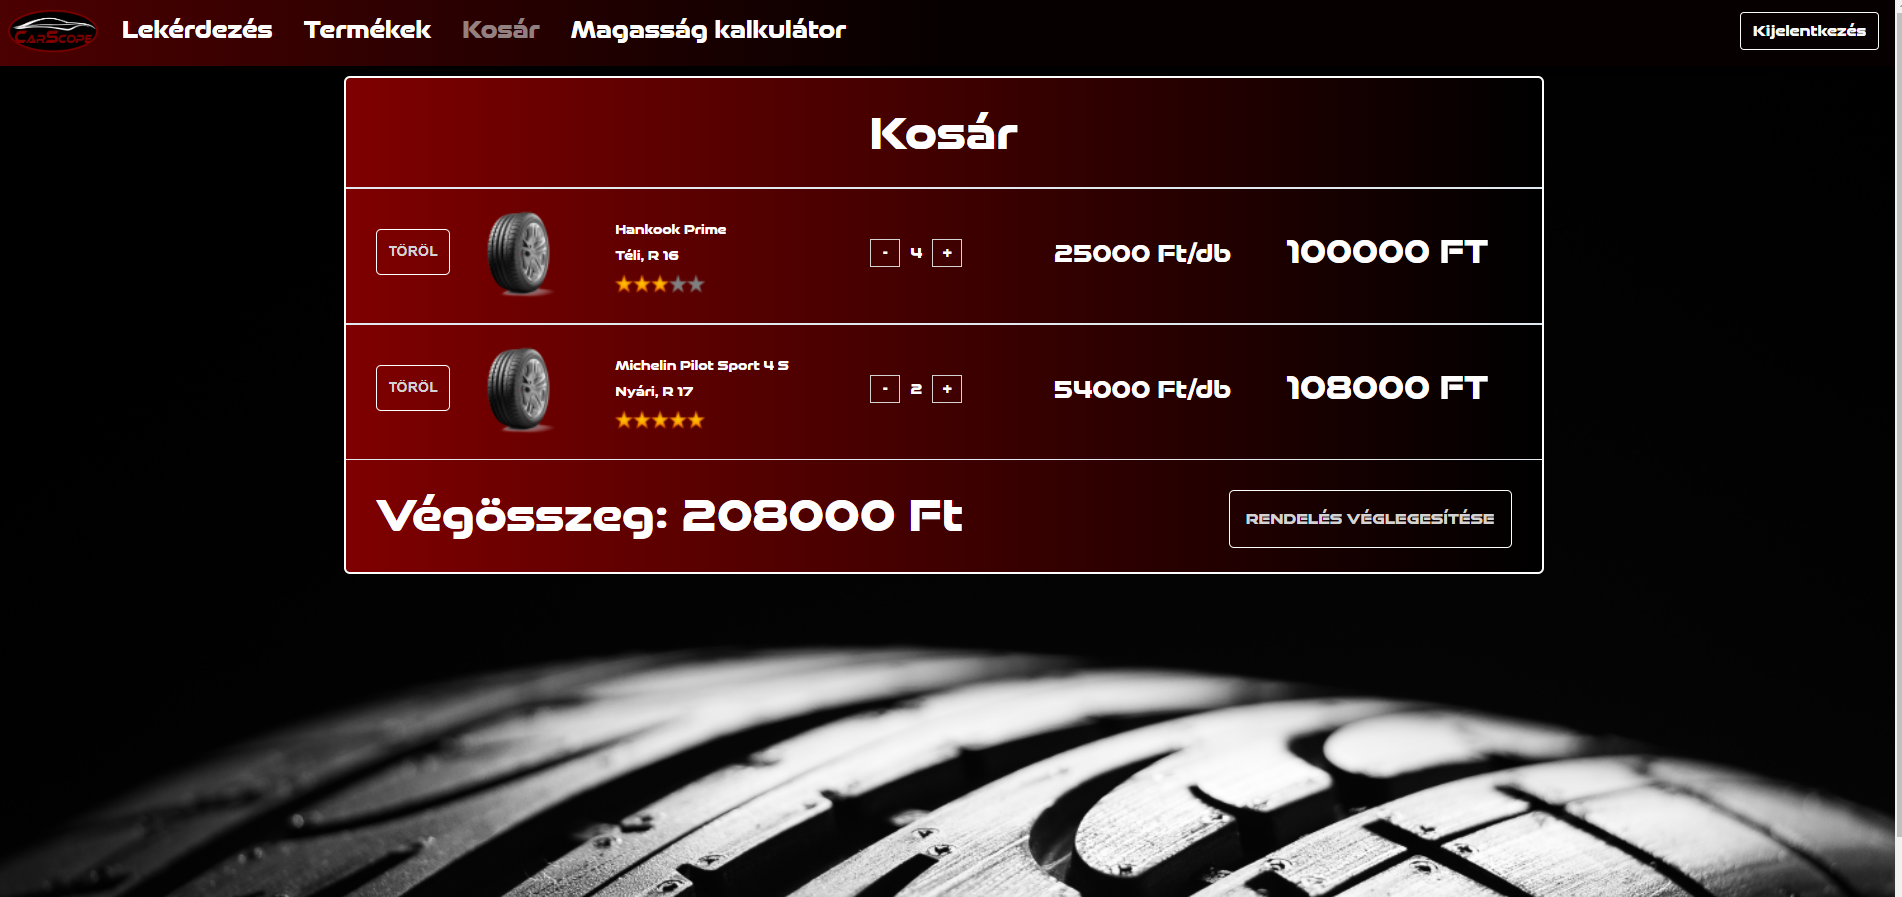 CarScope
Lekérdezés Termékek Kosár Magasság kalkulátor Kijelentkezés
Kosár
TÖRÖL
Hankook Prime
Téli, R 16
- 4 +
25000 Ft/db
100000 FT
TÖRÖL
Michelin Pilot Sport 4 S
Nyári, R 17
- 2 +
54000 Ft/db
108000 FT
Végösszeg: 208000 Ft
RENDELÉS VÉGLEGESÍTÉSE